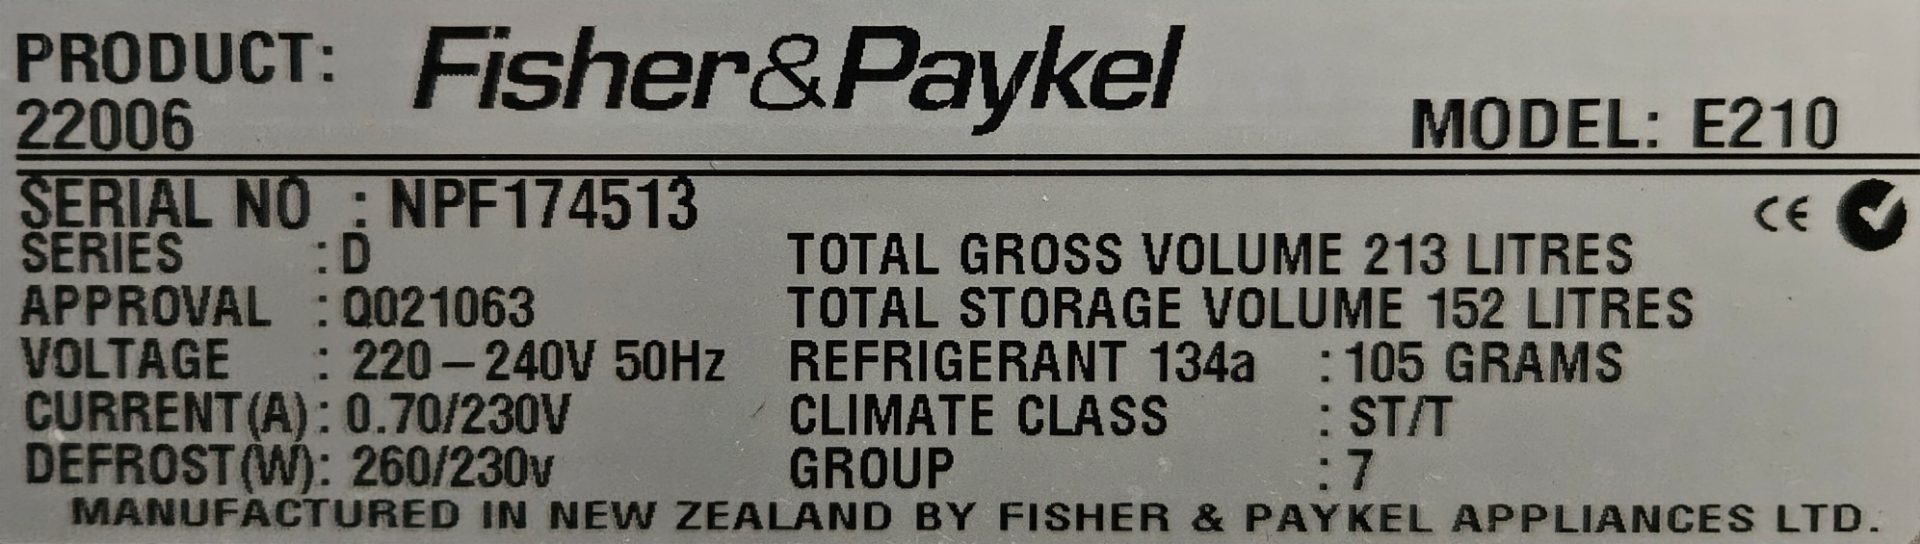 PRODUCT: Fisher&Paykel
22006 MODEL: E210
SERIAL NO : NPF174513 CE
SERIES : D TOTAL GROSS VOLUME 213 LITRES
APPROVAL : Q021063 TOTAL STORAGE VOLUME 152 LITRES
VOLTAGE : 220–240V 50Hz REFRIGERANT 134a : 105 GRAMS
CURRENT(A): 0.70/230V CLIMATE CLASS : ST/T
DEFROST(W): 260/230v GROUP : 7
MANUFACTURED IN NEW ZEALAND BY FISHER & PAYKEL APPLIANCES LTD.